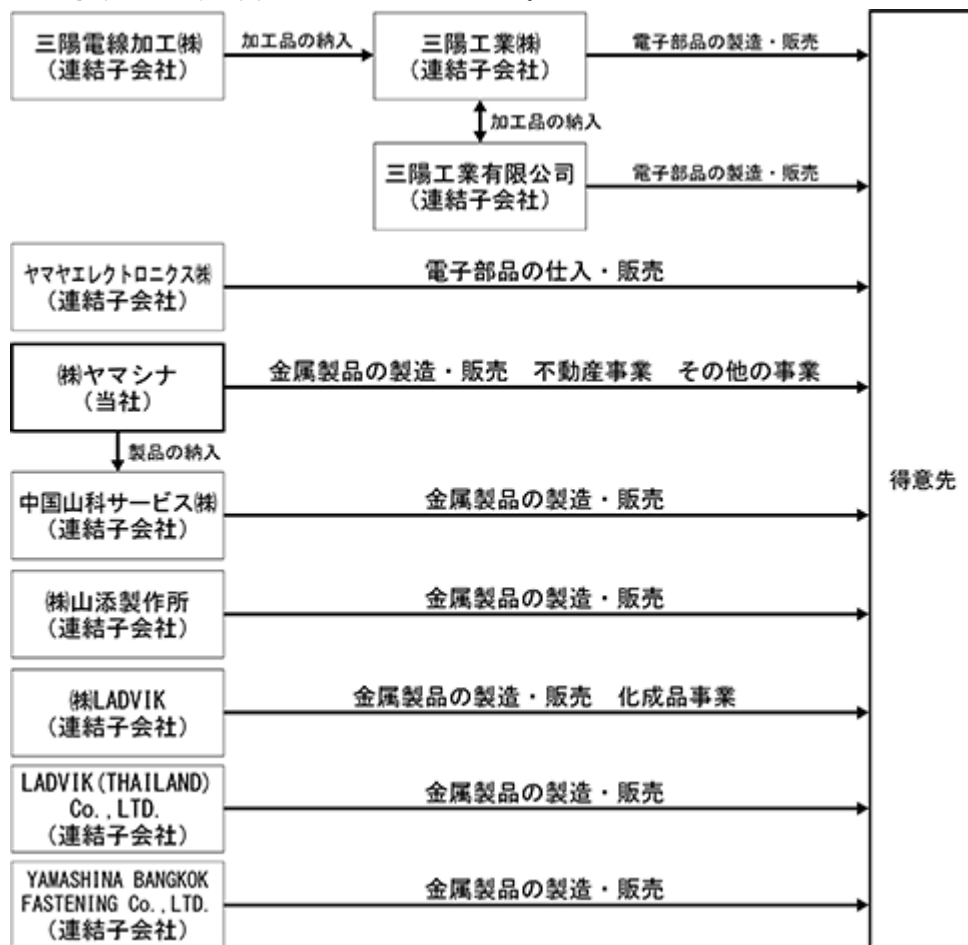 三陽電線加工㈱
(連結子会社)
加工品の納入
三陽工業㈱
(連結子会社)
電子部品の製造・販売
加工品の納入
三陽工業有限公司
(連結子会社)
電子部品の製造・販売
ヤマヤエレクトロニクス㈱
(連結子会社)
電子部品の仕入・販売
㈱ヤマシナ
(当社)
金属製品の製造・販売　不動産事業　その他の事業
製品の納入
中国山科サービス㈱
(連結子会社)
金属製品の製造・販売
得意先
㈱山添製作所
(連結子会社)
金属製品の製造・販売
㈱LADVIK
(連結子会社)
金属製品の製造・販売　化成品事業
LADVIK(THAILAND)
Co.,LTD.
(連結子会社)
金属製品の製造・販売
YAMASHINA BANGKOK
FASTENING Co.,LTD.
(連結子会社)
金属製品の製造・販売